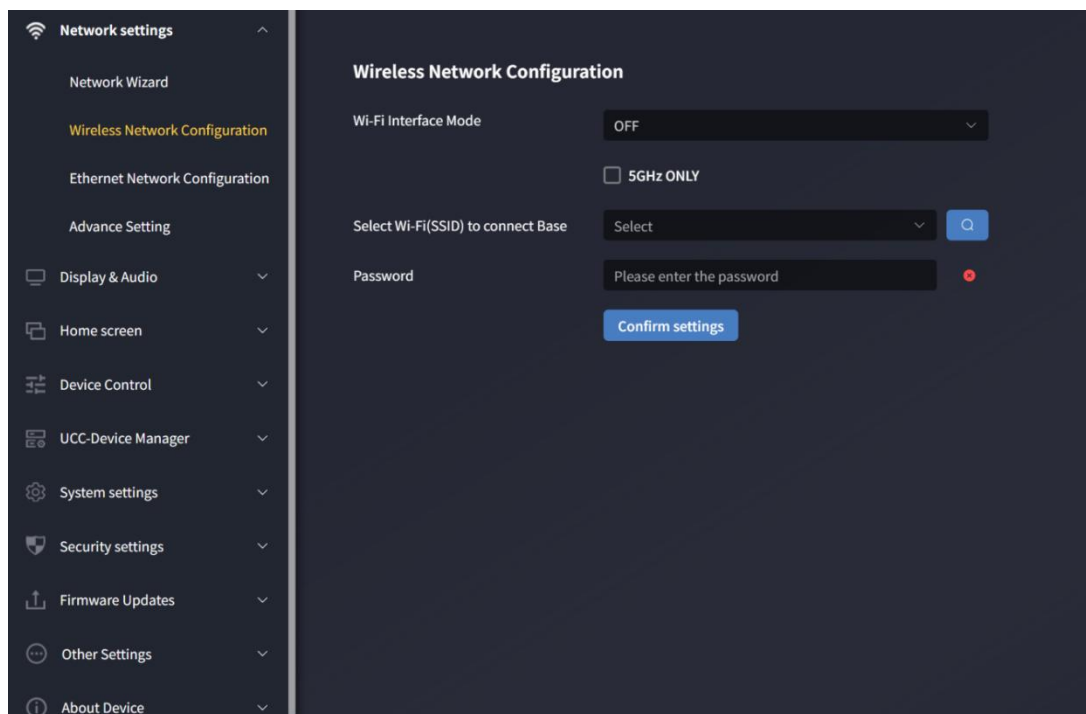 Network settings
Network Wizard
Wireless Network Configuration
Ethernet Network Configuration
Advance Setting
Display & Audio
Home screen
Device Control
UCC-Device Manager
System settings
Security settings
Firmware Updates
Other Settings
About Device
Wireless Network Configuration
Wi-Fi Interface Mode
OFF
5GHz ONLY
Select Wi-Fi(SSID) to connect Base
Select
Password
Please enter the password
Confirm settings